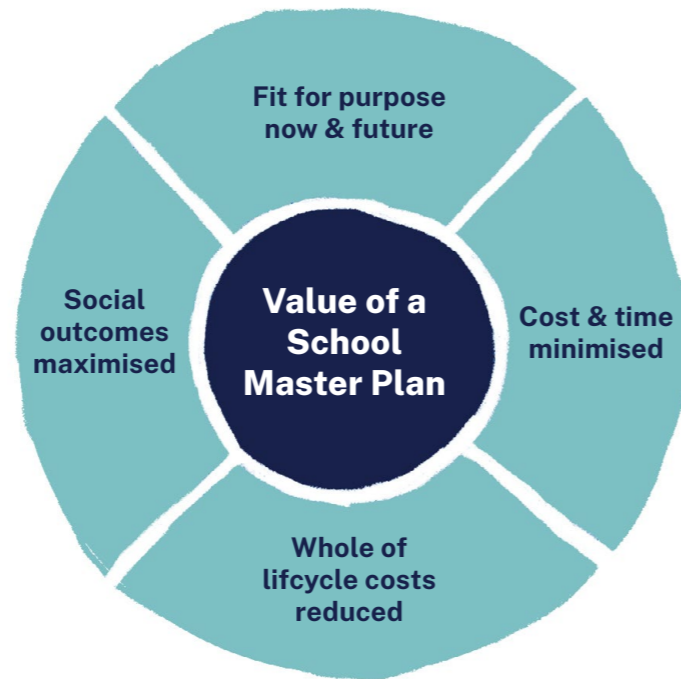 Fit for purpose
now & future
Social
outcomes
maximised
Value of a
School
Master Plan
Cost & time
minimised
Whole of
lifcycle costs
reduced